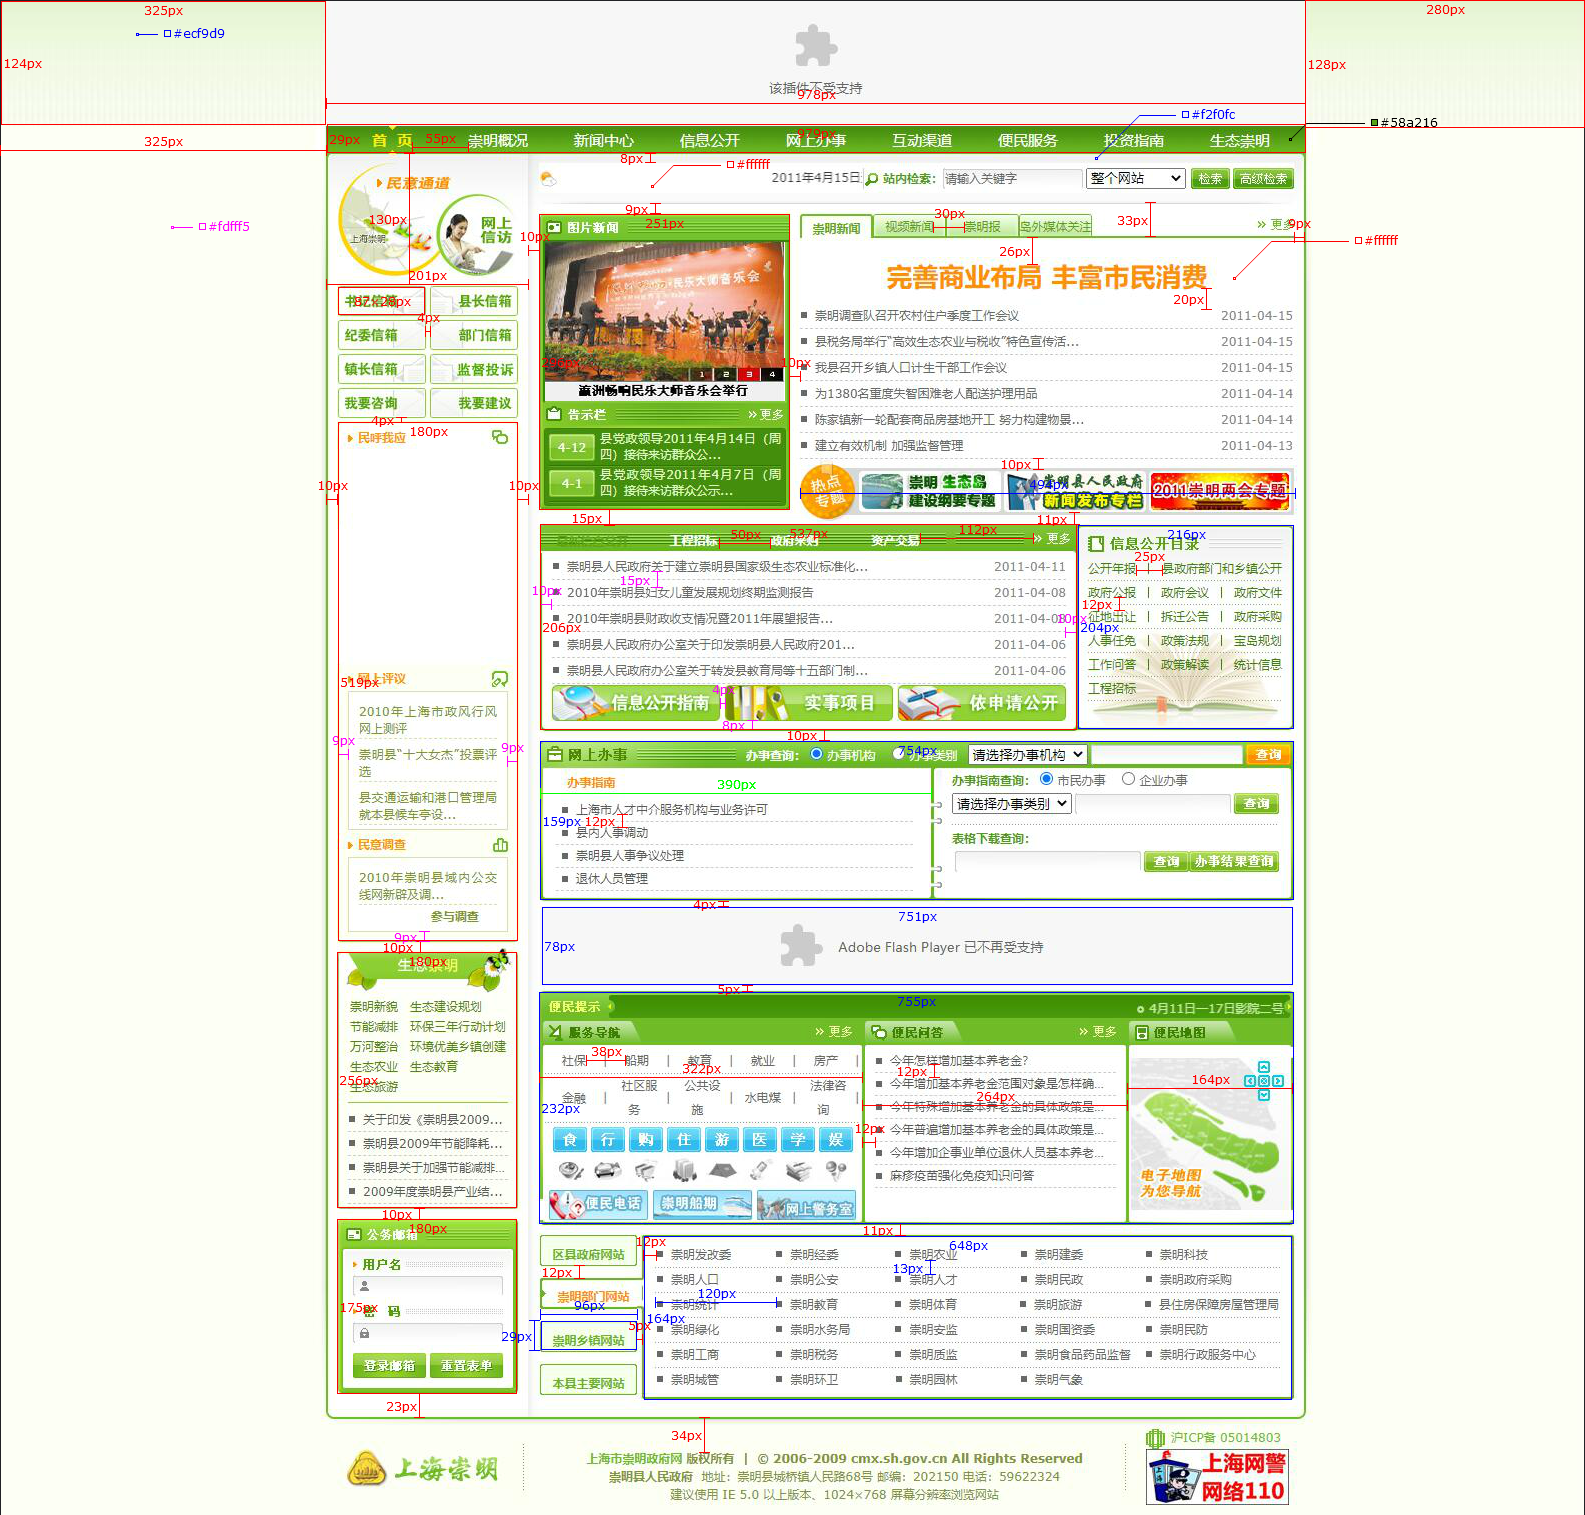 325px
280px
#ecf9d9
124px
128px
该插件不受支持
978px
#f2f0fc
#58a216
325px
29px
首 页
55px
崇明概况
新闻中心
信息公开
网上办事
979px
互动渠道
便民服务
投资指南
生态崇明
8px
#ffffff
民意通道
2011年4月15日
站内检索:
请输入关键字
整个网站
检索
高级检索
130px
上海崇明
网上
信访
#fdfff5
9px
图片新闻
251px
10px
崇明新闻
视频新闻
30px
崇明报
岛外媒体关注
33px
更多
9px
#ffffff
26px
完善商业布局 丰富市民消费
201px
20px
书记信箱
县长信箱
4px
纪委信箱
部门信箱
镇长信箱
监督投诉
我要咨询
我要建议
4px
崇明调查队召开农村住户季度工作会议
2011-04-15
县税务局举行“高效生态农业与税收”特色宣传活...
2011-04-15
我县召开乡镇人口计生干部工作会议
2011-04-15
为1380名重度失智困难老人配送护理用品
2011-04-14
陈家镇新一轮配套商品房基地开工 努力构建物景...
2011-04-14
建立有效机制 加强监督管理
2011-04-13
10px
1 2 3 4
瀛洲畅响民乐大师音乐会举行
告示栏
更多
4-12
县党政领导2011年4月14日（周
四）接待来访群众公...
4-1
县党政领导2011年4月7日（周
四）接待来访群众公示...
180px
民呼我应
10px
10px
10px
热点
专题
崇明 生态岛
建设纲要专题
崇明县人民政府
新闻发布专栏
494px
2011崇明两会专题
15px
11px
50px
工程招标
537px
政府采购
资产交易
112px
更多
崇明县人民政府关于建立崇明县国家级生态农业标准化...
2011-04-11
15px
10px
2010年崇明县妇女儿童发展规划终期监测报告
2011-04-08
2010年崇明县财政收支情况暨2011年展望报告...
10px
206px
崇明县人民政府办公室关于印发崇明县人民政府201...
2011-04-06
崇明县人民政府办公室关于转发县教育局等十五部门制...
2011-04-06
信息公开指南
4px
实事项目
依申请公开
8px
216px
信息公开目录
25px
公开年报
县政府部门和乡镇公开
政府公报 | 政府会议 | 政府文件
12px
征地出让 | 拆迁公告 | 政府采购
204px
人事任免 | 政策法规 | 宝岛规划
工作问答 | 政策解读 | 统计信息
工程招标
网上评议
519px
2010年上海市政风行风
网上测评
9px
9px
崇明县“十大女杰”投票评
选
县交通运输和港口管理局
就本县候车亭设...
民意调查
2010年崇明县域内公交
线网新辟及调...
参与调查
9px
10px
10px
网上办事
办事查询:
办事机构
754px
办事类别
请选择办事机构
查询
办事指南
390px
159px
上海市人才中介服务机构与业务许可
12px
县内人事调动
崇明县人事争议处理
退休人员管理
办事指南查询:
市民办事
企业办事
请选择办事类别
查询
表格下载查询:
查询
办事结果查询
4px
751px
78px
Adobe Flash Player 已不再受支持
5px
180px
生态崇明
崇明新貌 生态建设规划
节能减排 环保三年行动计划
万河整治 环境优美乡镇创建
生态农业 生态教育
256px
生态旅游
关于印发《崇明县2009...
崇明县2009年节能降耗...
崇明县关于加强节能减排...
2009年度崇明县产业结...
10px
便民提示
755px
4月11日—17日影院二号
服务导航
更多
便民问答
更多
便民地图
社保
38px
船期 | 教育 | 就业 | 房产 |
322px
金融 | 社区服务 | 公共设施 | 水电煤 | 法律咨询
232px
食 行 购 住 游 医 学 娱
便民电话
崇明船期
网上警务室
今年怎样增加基本养老金?
12px
今年增加基本养老金范围对象是怎样确...
264px
今年特殊增加基本养老金的具体政策是...
12px
今年普遍增加基本养老金的具体政策是...
今年增加企事业单位退休人员基本养老...
麻疹疫苗强化免疫知识问答
164px
电子地图
为您导航
11px
180px
公务邮箱
用户名
175px
密 码
登录邮箱
重置表单
23px
区县政府网站
12px
崇明部门网站
96px
29px
崇明乡镇网站
5px
本县主要网站
12px
648px
崇明发改委 崇明经委 崇明农业 崇明建委 崇明科技
13px
崇明人口 崇明公安 崇明人才 崇明民政 崇明政府采购
120px
崇明统计 崇明教育 崇明体育 崇明旅游 县住房保障房屋管理局
164px
崇明绿化 崇明水务局 崇明安监 崇明国资委 崇明民防
崇明工商 崇明税务 崇明质监 崇明食品药品监督 崇明行政服务中心
崇明城管 崇明环卫 崇明园林 崇明气象
34px
上海崇明
上海市崇明政府网 版权所有 | © 2006-2009 cmx.sh.gov.cn All Rights Reserved
崇明县人民政府 地址：崇明县城桥镇人民路68号 邮编：202150 电话：59622324
建议使用 IE 5.0 以上版本、1024×768 屏幕分辨率浏览网站
沪ICP备 05014803
上海网警
网络110